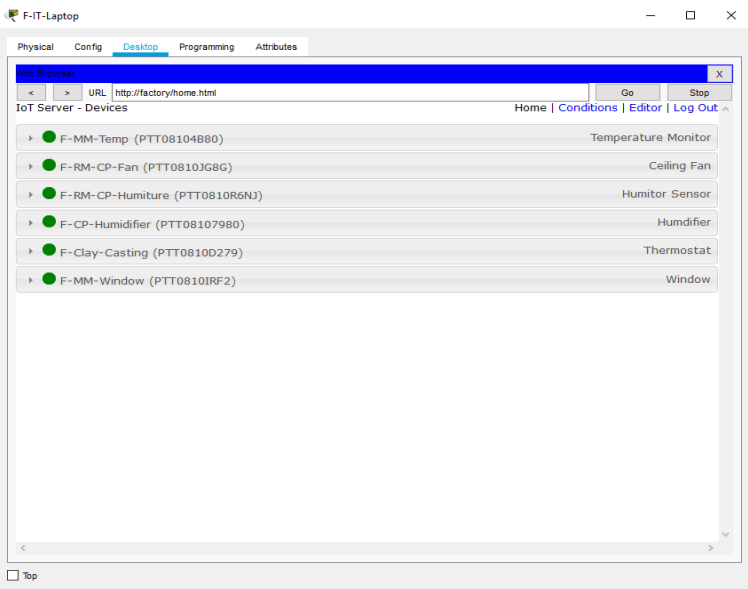 F-IT-Laptop
Physical Config Desktop Programming Attributes
Web Browser X
< > URL http://factory/home.html Go Stop
IoT Server - Devices Home | Conditions | Editor | Log Out
F-MM-Temp (PTT08104B80) Temperature Monitor
F-RM-CP-Fan (PTT0810JG8G) Ceiling Fan
F-RM-CP-Humiture (PTT0810R6NJ) Humitor Sensor
F-CP-Humidifier (PTT08107980) Humdifier
F-Clay-Casting (PTT0810D279) Thermostat
F-MM-Window (PTT0810IRF2) Window
Top